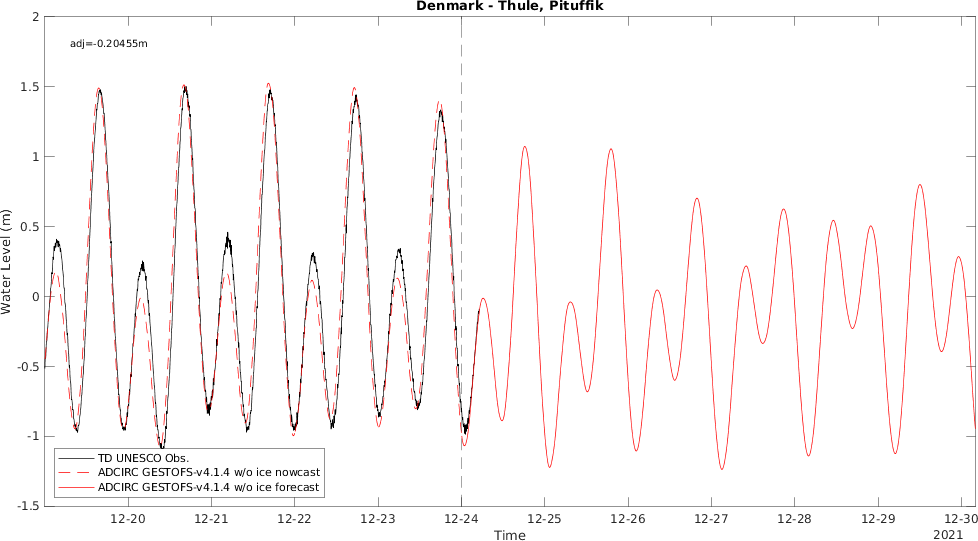 Denmark - Thule, Pituffik
adj=-0.20455m
Water Level (m)
2
1.5
1
0.5
0
-0.5
-1
-1.5
TD UNESCO Obs.
ADCIRC GESTOFS-v4.1.4 w/o ice nowcast
ADCIRC GESTOFS-v4.1.4 w/o ice forecast
12-20 12-21 12-22 12-23 12-24 12-25 12-26 12-27 12-28 12-29 12-30
Time
2021